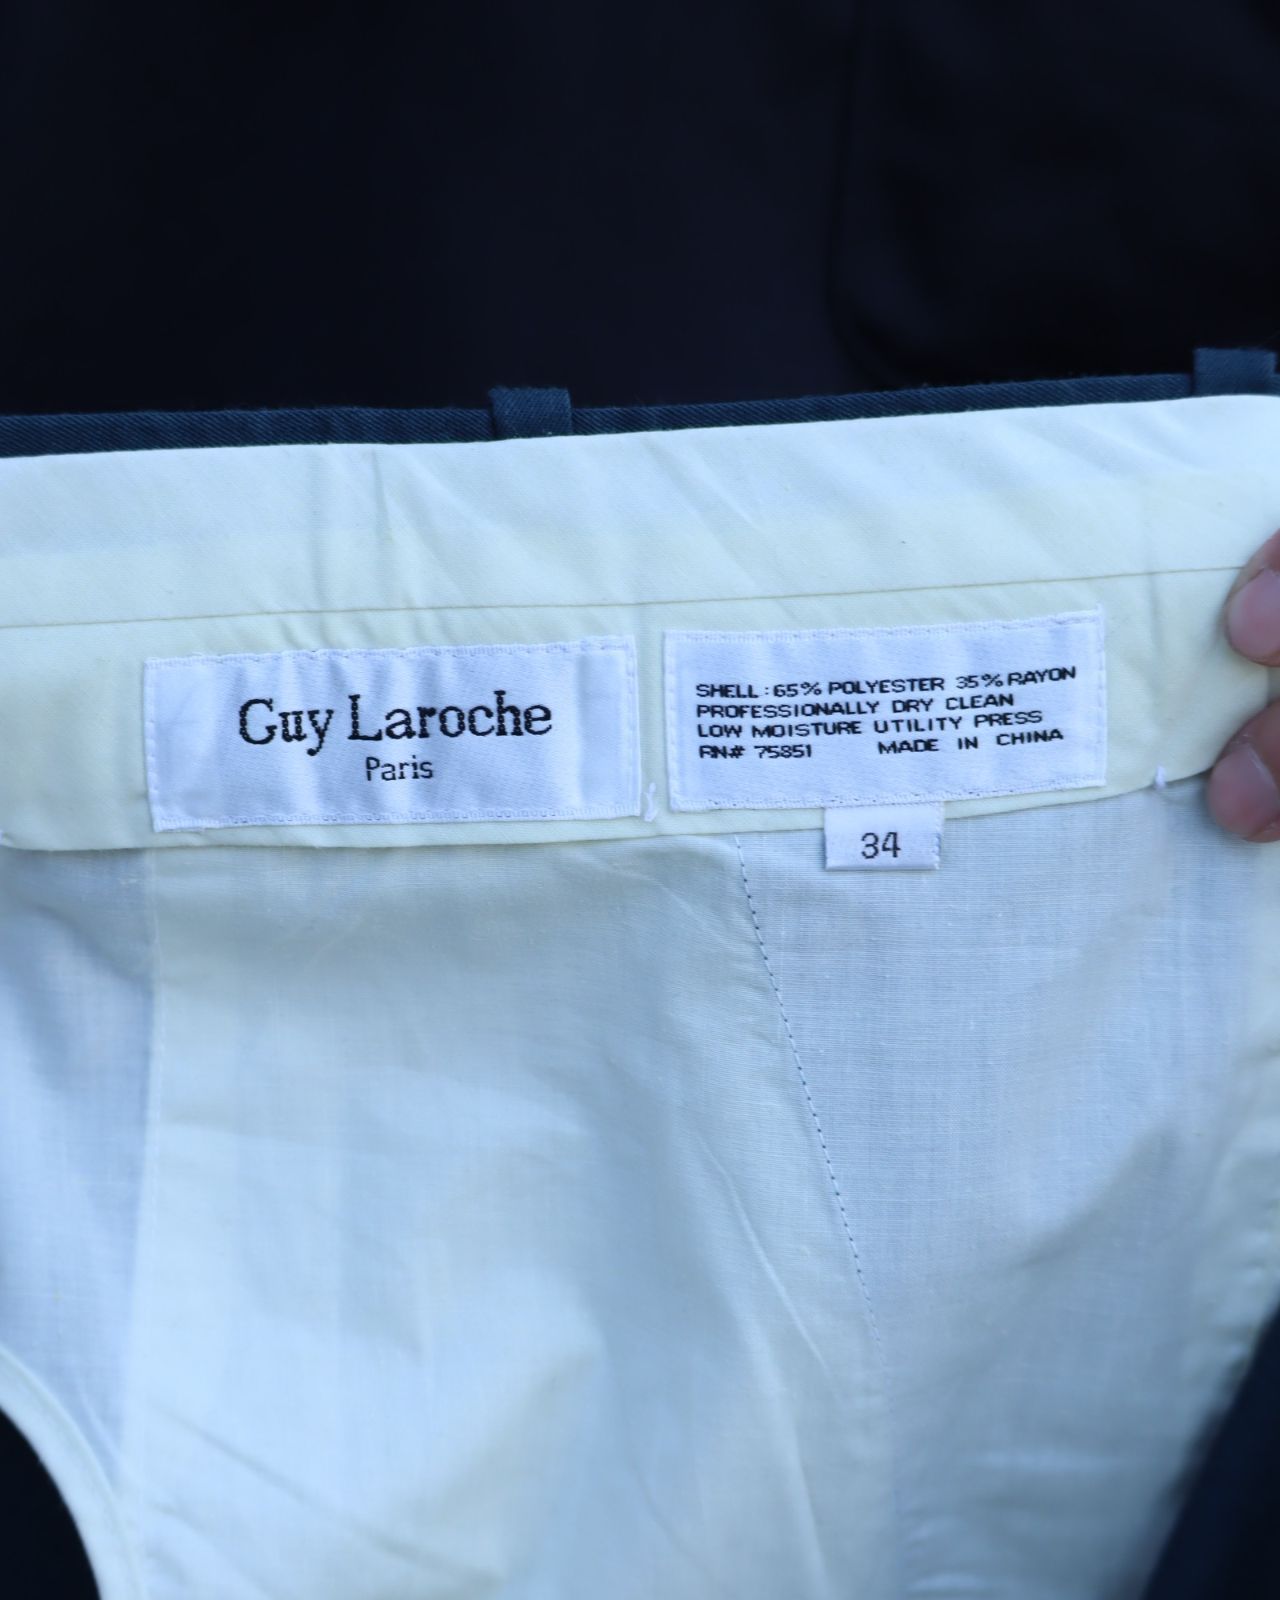 Guy Laroche
Paris
SHELL : 65% POLYESTER 35% RAYON
PROFESSIONALLY DRY CLEAN
LOW MOISTURE UTILITY PRESS
RN# 75851 MADE IN CHINA
34